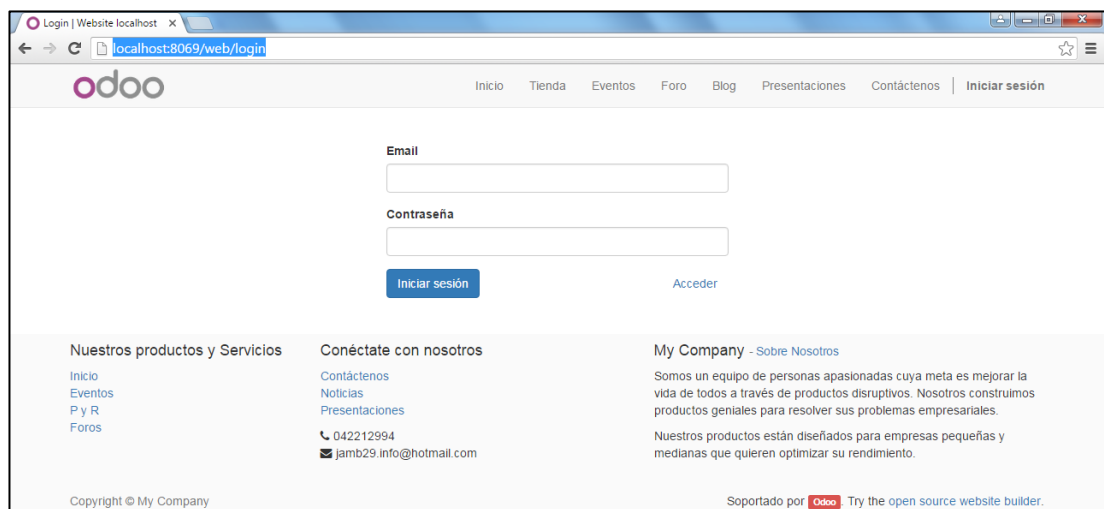 Login | Website localhost
localhost:8069/web/login
odoo
Inicio Tienda Eventos Foro Blog Presentaciones Contáctenos Iniciar sesión
Email
Contraseña
Iniciar sesión Acceder
Nuestros productos y Servicios
Inicio
Eventos
P y R
Foros
Conéctate con nosotros
Contáctenos
Noticias
Presentaciones
042212994
jamb29.info@hotmail.com
My Company - Sobre Nosotros
Somos un equipo de personas apasionadas cuya meta es mejorar la
vida de todos a través de productos disruptivos. Nosotros construimos
productos geniales para resolver sus problemas empresariales.
Nuestros productos están diseñados para empresas pequeñas y
medianas que quieren optimizar su rendimiento.
Copyright © My Company
Soportado por Odoo. Try the open source website builder.